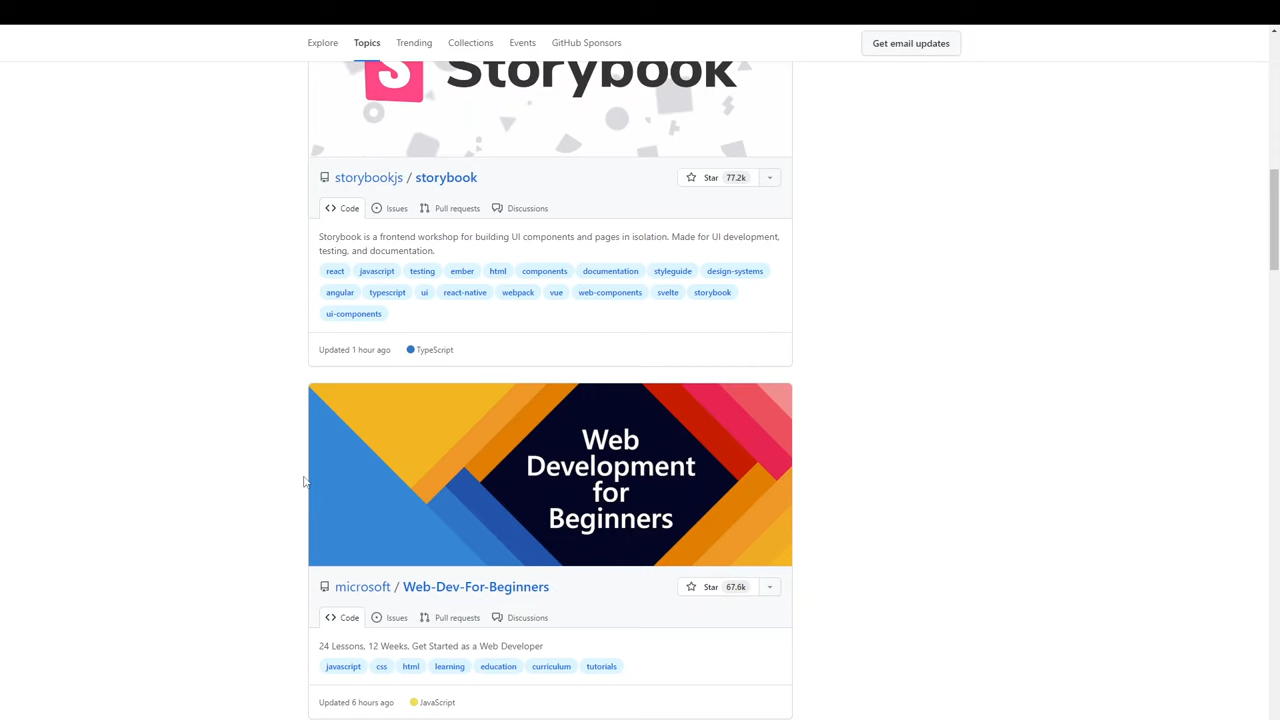 Explore Topics Trending Collections Events GitHub Sponsors Get email updates
Storybook
storybookjs / storybook Star 77.2k
Code Issues Pull requests Discussions
Storybook is a frontend workshop for building UI components and pages in isolation. Made for UI development,
testing, and documentation.
react javascript testing ember html components documentation styleguide design-systems
angular typescript ui react-native webpack vue web-components svelte storybook
ui-components
Updated 1 hour ago TypeScript
Web
Development
for
Beginners
microsoft / Web-Dev-For-Beginners Star 67.6k
Code Issues Pull requests Discussions
24 Lessons, 12 Weeks, Get Started as a Web Developer
javascript css html learning education curriculum tutorials
Updated 6 hours ago JavaScript